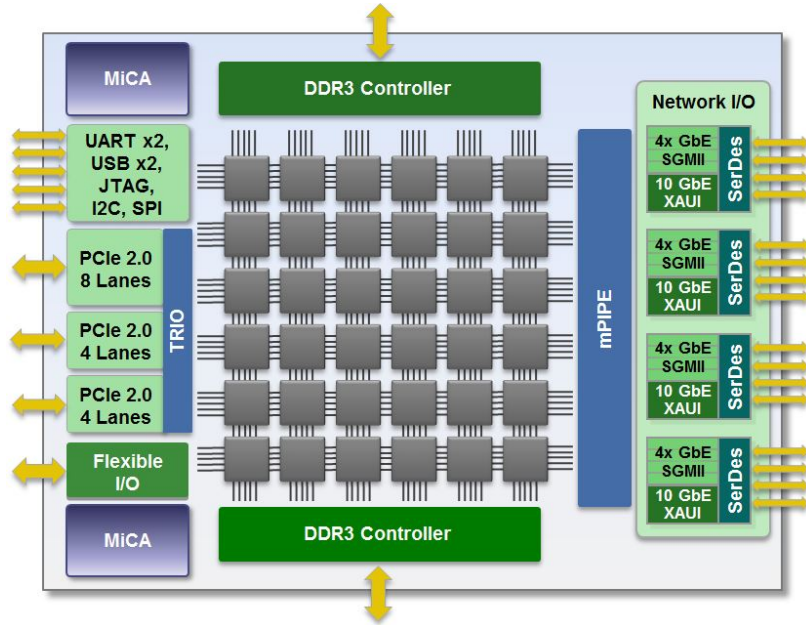 MiCA
DDR3 Controller
UART x2,
USB x2,
JTAG,
I2C, SPI
PCIe 2.0
8 Lanes
PCIe 2.0
4 Lanes
PCIe 2.0
4 Lanes
TRIO
Flexible
I/O
MiCA
DDR3 Controller
mPIPE
Network I/O
4x GbE
SGMII
10 GbE
XAUI
SerDes
4x GbE
SGMII
10 GbE
XAUI
SerDes
4x GbE
SGMII
10 GbE
XAUI
SerDes
4x GbE
SGMII
10 GbE
XAUI
SerDes